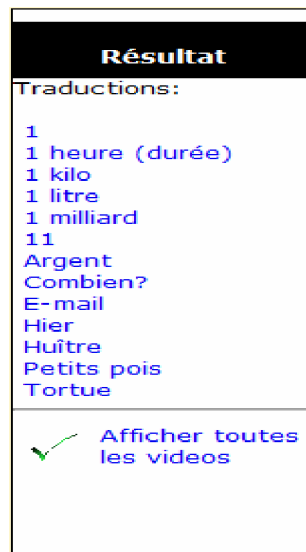 Résultat
Traductions:
1
1 heure (durée)
1 kilo
1 litre
1 milliard
11
Argent
Combien?
E-mail
Hier
Huître
Petits pois
Tortue
Afficher toutes
les videos